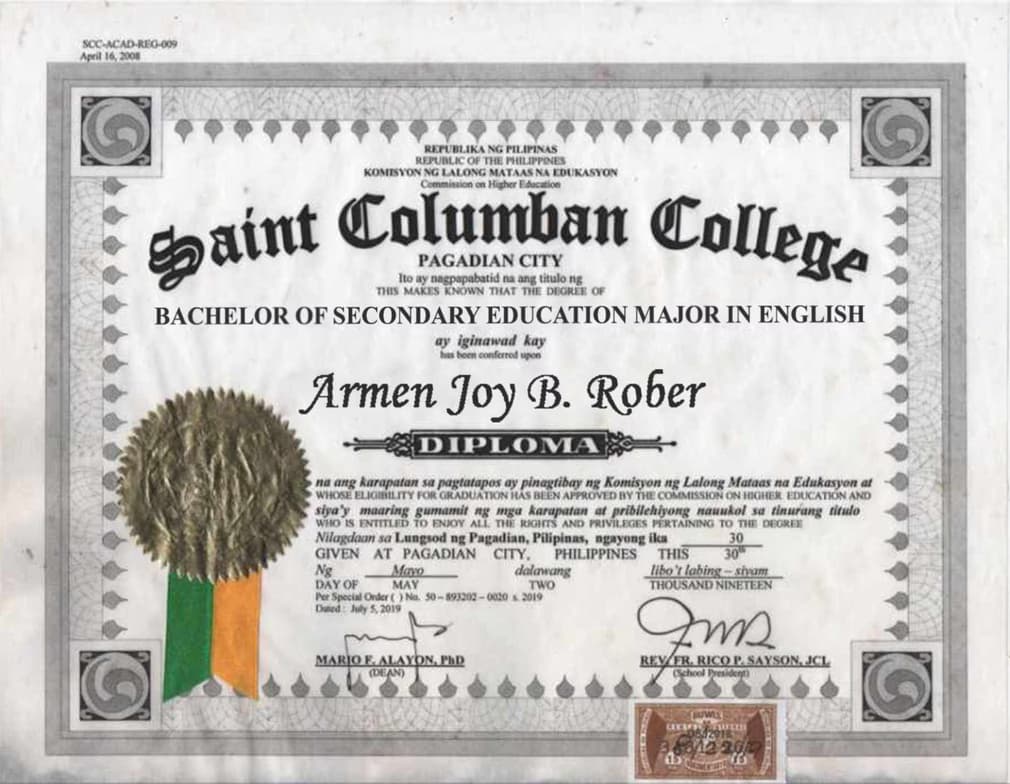 SCC-ACAD-REG-009
April 16, 2008
REPUBLIKA NG PILIPINAS
REPUBLIC OF THE PHILIPPINES
KOMISYON NG LALONG MATAAS NA EDUKASYON
Commission on Higher Education
Saint Columban College
PAGADIAN CITY
Ito ay nagpapabatid na ang titulo ng
THIS MAKES KNOWN THAT THE DEGREE OF
BACHELOR OF SECONDARY EDUCATION MAJOR IN ENGLISH
ay iginawad kay
has been conferred upon
Armen Joy B. Rober
DIPLOMA
na ang karapatan sa pagtatapos ay pinagtibay ng Komisyon ng Lalong Mataas na Edukasyon at
WHOSE ELIGIBILITY FOR GRADUATION HAS BEEN APPROVED BY THE COMMISSION ON HIGHER EDUCATION AND
siya'y maaring gumamit ng mga karapatan at pribilehiyong nauukol sa tinurang titulo
WHO IS ENTITLED TO ENJOY ALL THE RIGHTS AND PRIVILEGES PERTAINING TO THE DEGREE
Nilagdaan sa Lungsod ng Pagadian, Pilipinas, ngayong ika 30
GIVEN AT PAGADIAN CITY, PHILIPPINES THIS 30th
Ng Mayo dalawang libo't labing – siyam
DAY OF MAY TWO THOUSAND NINETEEN
Per Special Order ( ) No. 50 – 893202 – 0020 s. 2019
Dated : July 5, 2019
MARIO F. ALAYON, PhD
(DEAN)
REV. FR. RICO P. SAYSON, JCL
(School President)